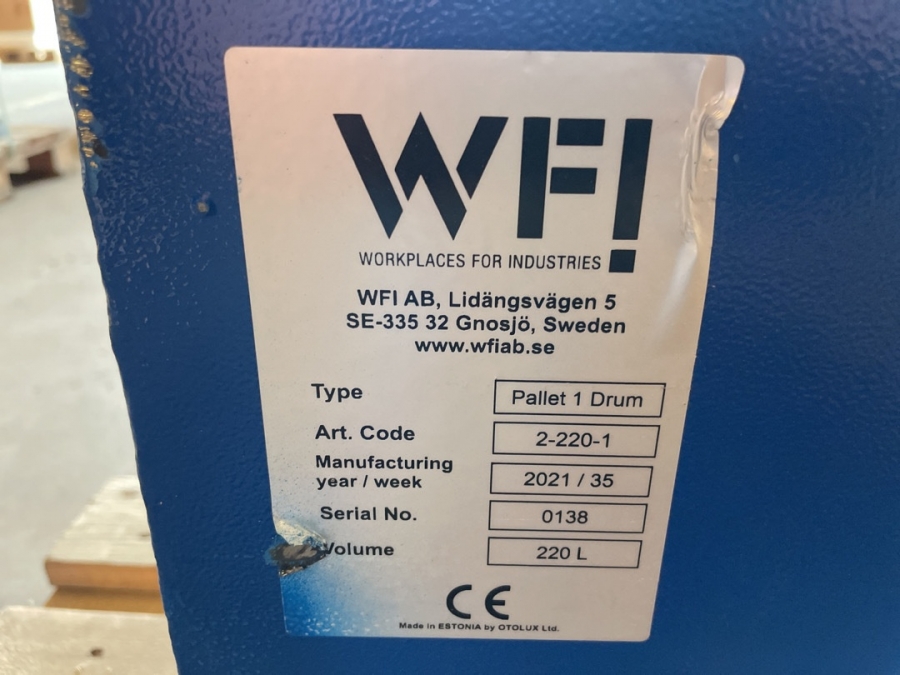 WFI
WORKPLACES FOR INDUSTRIES
WFI AB, Lidängsvägen 5
SE-335 32 Gnosjö, Sweden
www.wfiab.se
Type Pallet 1 Drum
Art. Code 2-220-1
Manufacturing
year / week 2021 / 35
Serial No. 0138
Volume 220 L
CE
Made in ESTONIA by OTOLUX Ltd.